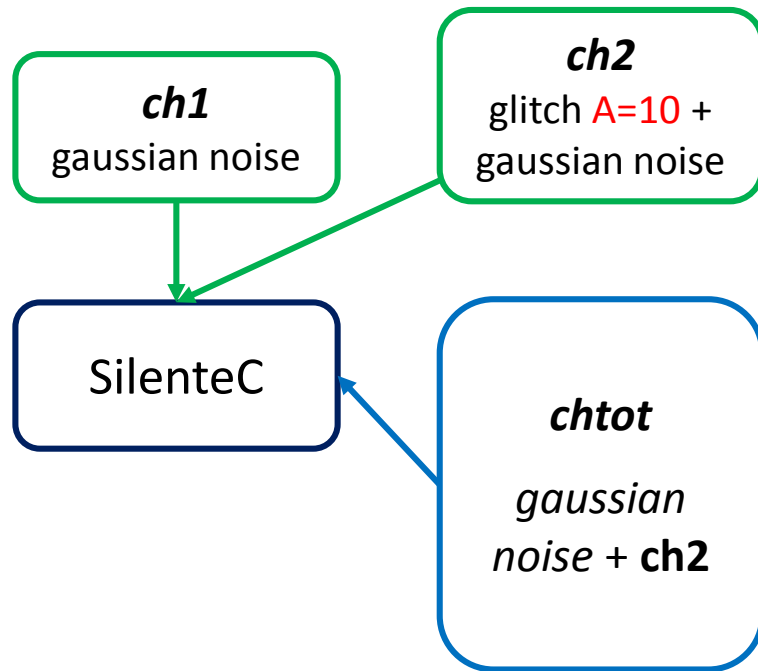 ch1
gaussian noise
ch2
glitch A=10 +
gaussian noise
SilenteC
chtot
gaussian
noise + ch2